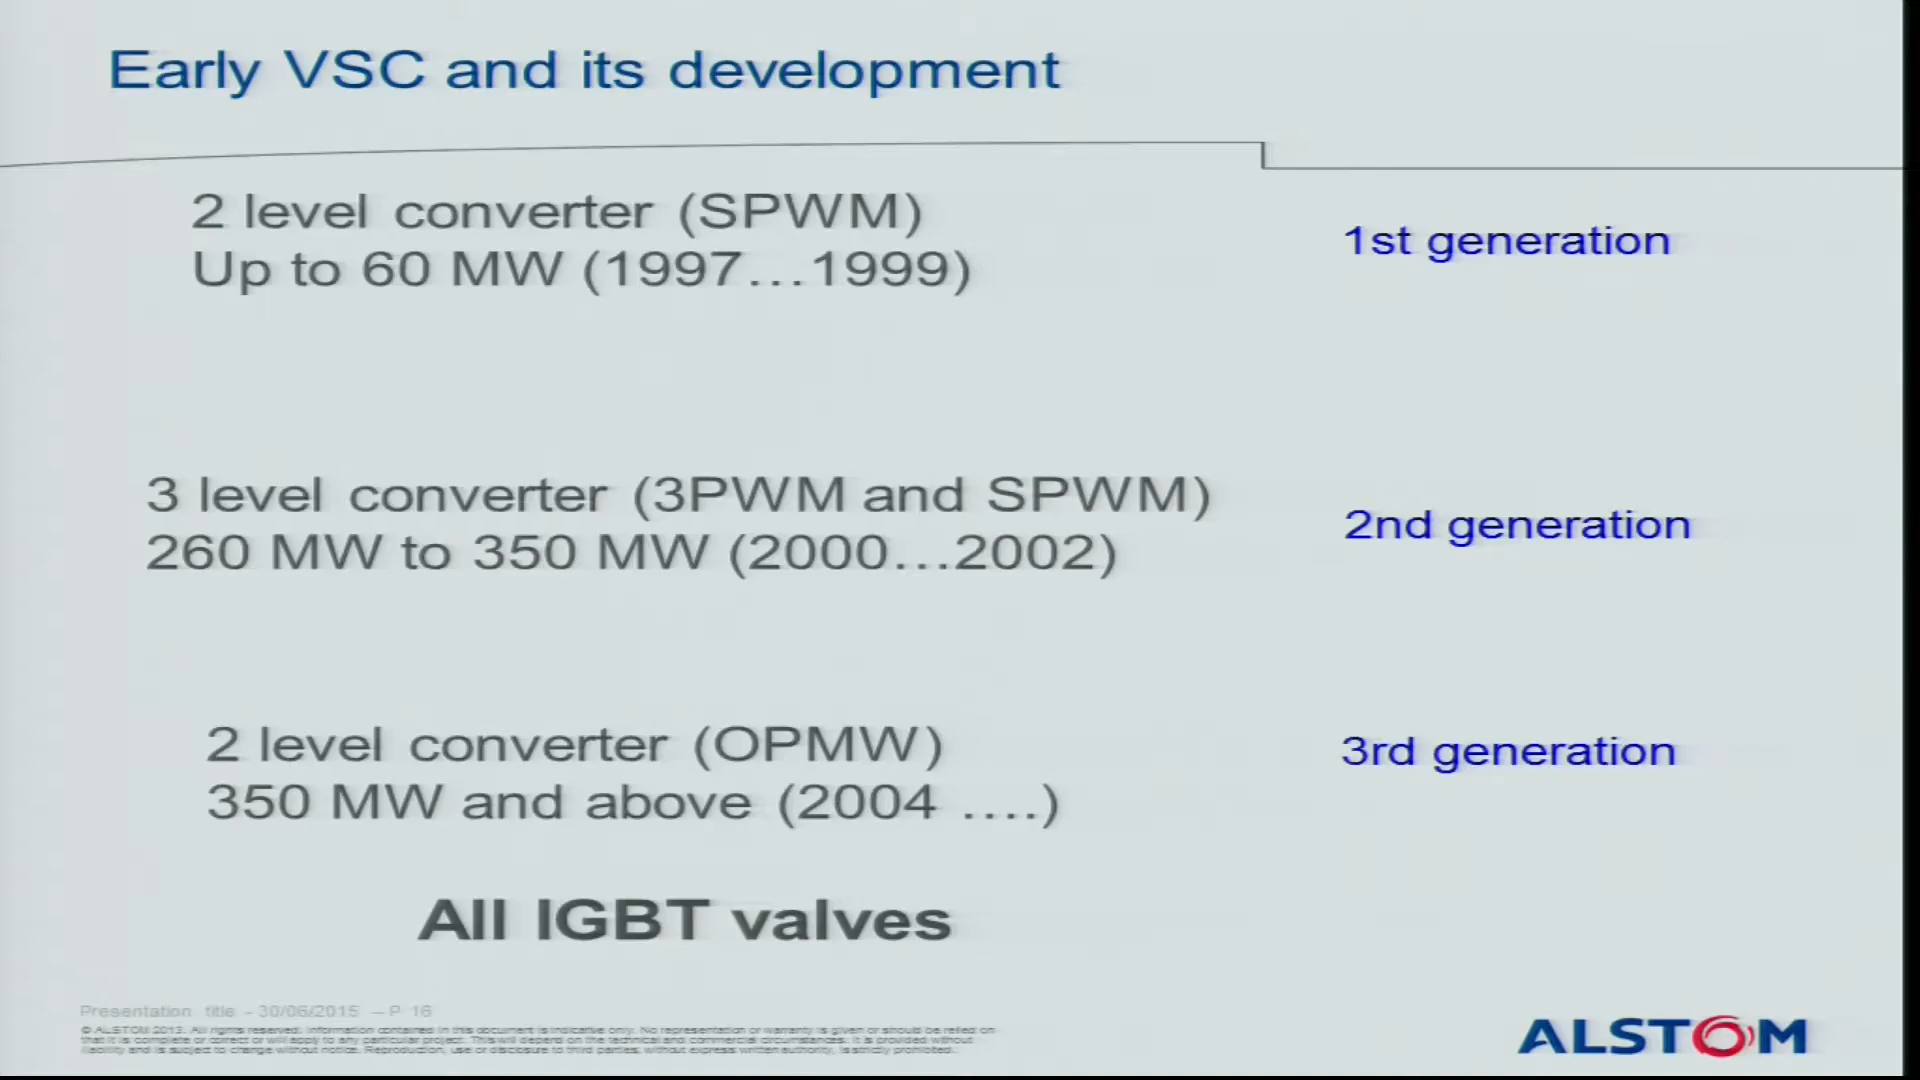 Early VSC and its development
2 level converter (SPWM)
Up to 60 MW (1997...1999)
1st generation
3 level converter (3PWM and SPWM)
260 MW to 350 MW (2000...2002)
2nd generation
2 level converter (OPMW)
350 MW and above (2004 ....)
3rd generation
All IGBT valves
Presentation title - 30/06/2015 – P 16
© ALSTOM 2013. All rights reserved. Information contained in this document is indicative only. No representation or warranty is given or should be relied on
that it is complete or correct or will apply to any particular project. This will depend on the technical and commercial circumstances. It is provided without
liability and is subject to change without notice. Reproduction, use or disclosure to third parties, without express written authority, is strictly prohibited.
ALSTOM